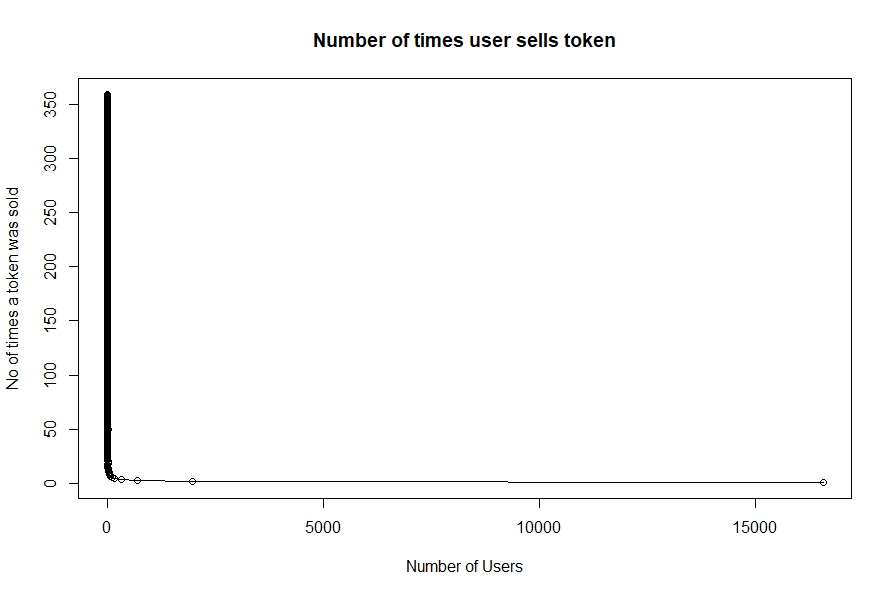 Number of times user sells token
No of times a token was sold
350
300
250
200
150
100
50
0
0 5000 10000 15000
Number of Users